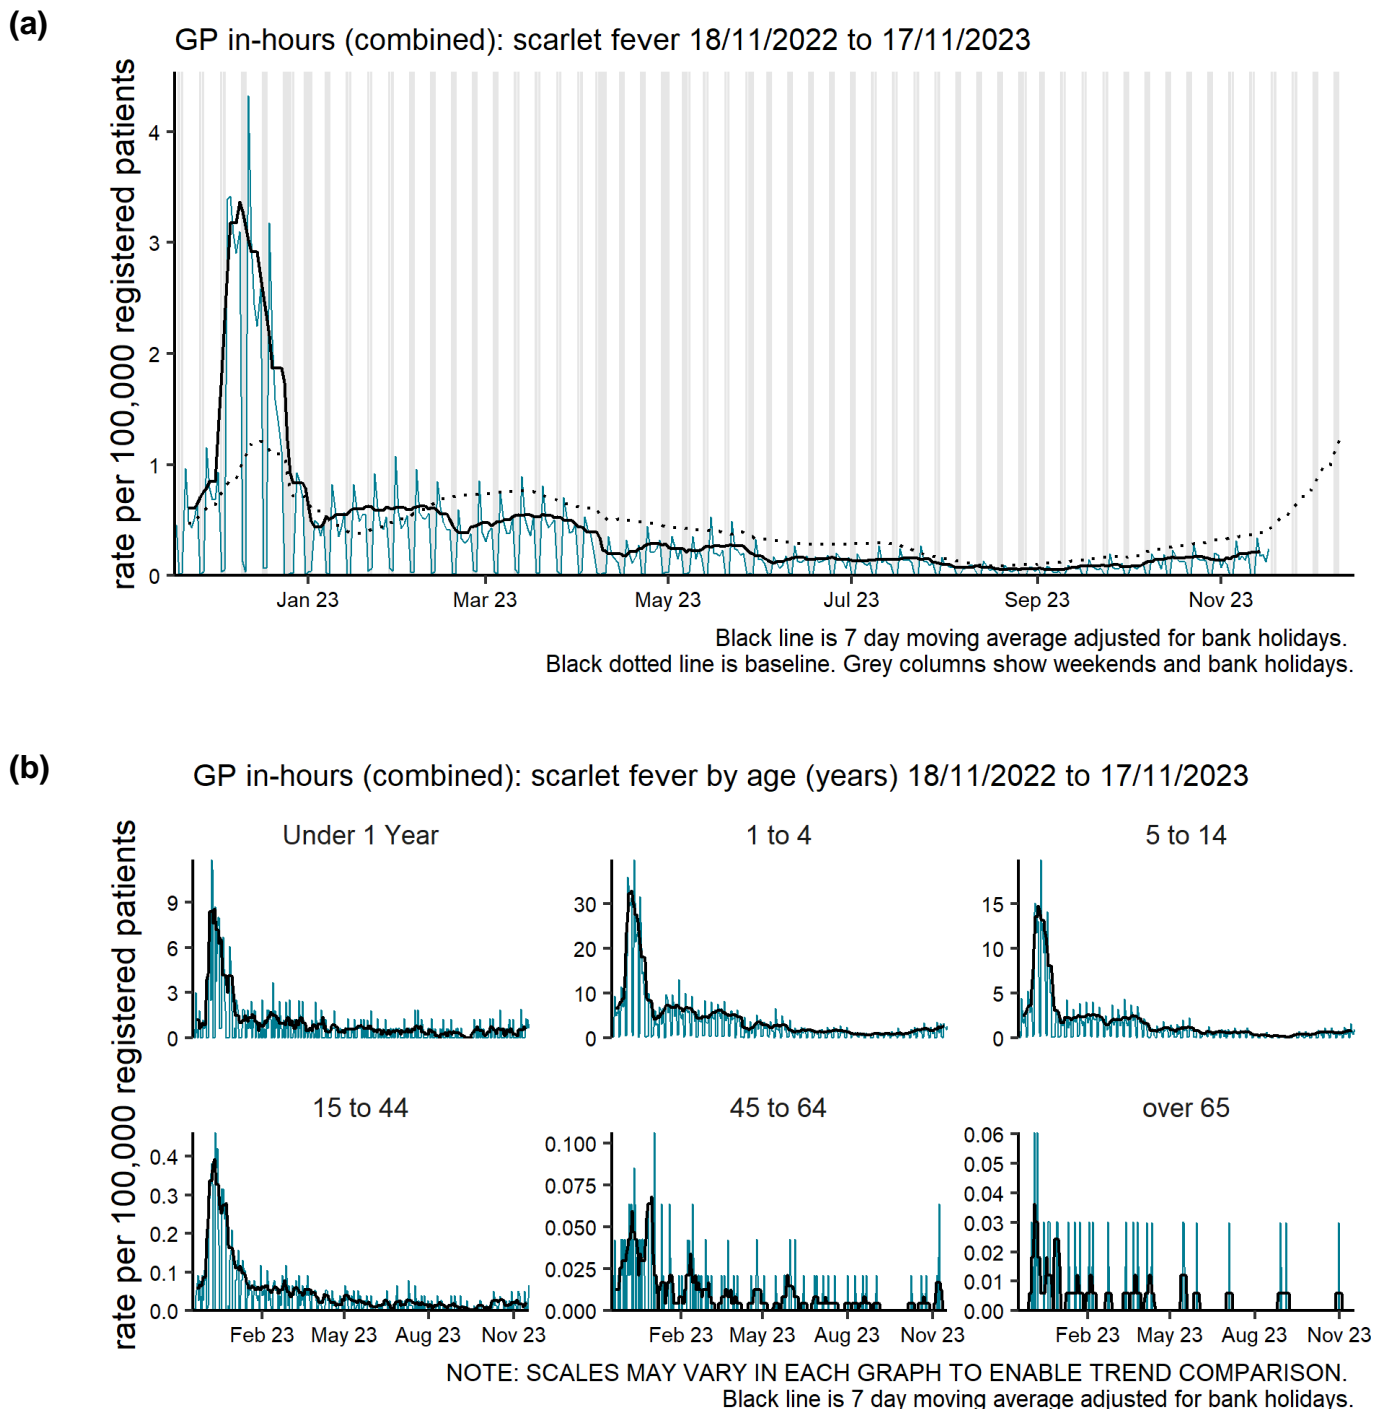 (a)
GP in-hours (combined): scarlet fever 18/11/2022 to 17/11/2023
rate per 100,000 registered patients
4
3
2
1
0
Jan 23 Mar 23 May 23 Jul 23 Sep 23 Nov 23
Black line is 7 day moving average adjusted for bank holidays.
Black dotted line is baseline. Grey columns show weekends and bank holidays.
(b)
GP in-hours (combined): scarlet fever by age (years) 18/11/2022 to 17/11/2023
rate per 100,000 registered patients
Under 1 Year
9
6
3
0
1 to 4
30
20
10
0
5 to 14
15
10
5
0
15 to 44
0.4
0.3
0.2
0.1
0.0
Feb 23 May 23 Aug 23 Nov 23
45 to 64
0.100
0.075
0.050
0.025
0.000
Feb 23 May 23 Aug 23 Nov 23
over 65
0.06
0.05
0.04
0.03
0.02
0.01
0.00
Feb 23 May 23 Aug 23 Nov 23
NOTE: SCALES MAY VARY IN EACH GRAPH TO ENABLE TREND COMPARISON.
Black line is 7 day moving average adjusted for bank holidays.